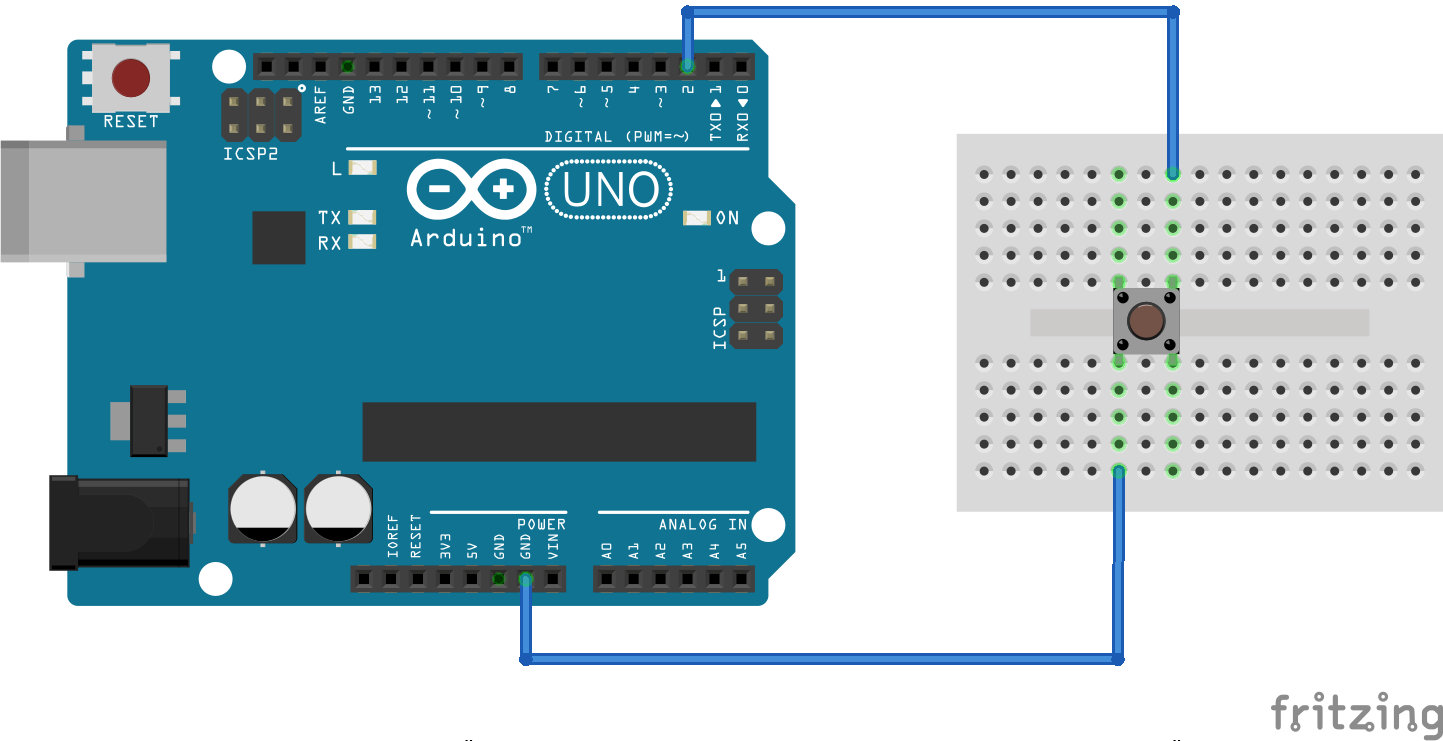 RESET
ICSP2
AREF
GND
13
12
~11
~10
~9
8
7
~6
~5
4
~3
2
TX0▶1
RX0◀0
DIGITAL (PWM=~)
L
TX
RX
UNO
Arduino™
ON
1
ICSP
IOREF
RESET
3V3
5V
GND
GND
VIN
POWER
ANALOG IN
A0
A1
A2
A3
A4
A5
fritzing